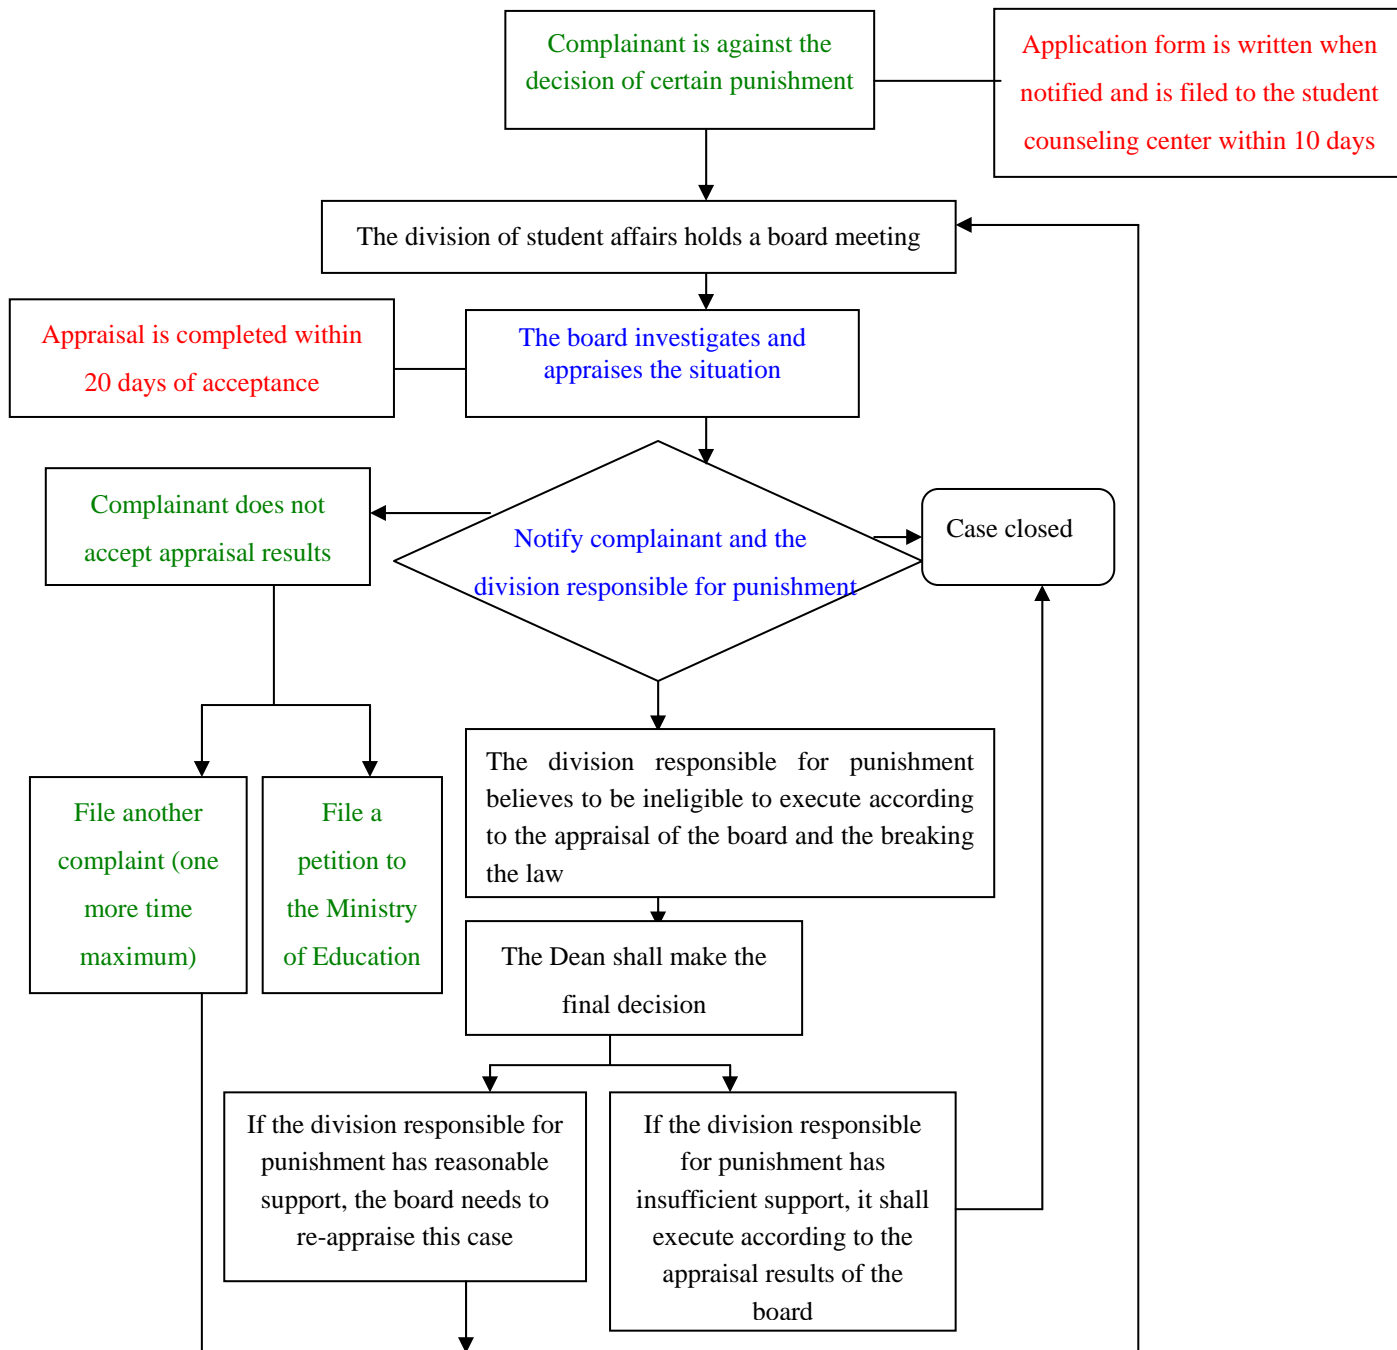 Complainant is against the
decision of certain punishment
Application form is written when
notified and is filed to the student
counseling center within 10 days
The division of student affairs holds a board meeting
Appraisal is completed within
20 days of acceptance
The board investigates and
appraises the situation
Complainant does not
accept appraisal results
Notify complainant and the
division responsible for punishment
Case closed
File another
complaint (one
more time
maximum)
File a
petition to
the Ministry
of Education
The division responsible for punishment
believes to be ineligible to execute according
to the appraisal of the board and the breaking
the law
The Dean shall make the
final decision
If the division responsible for
punishment has reasonable
support, the board needs to
re-appraise this case
If the division responsible
for punishment has
insufficient support, it shall
execute according to the
appraisal results of the
board